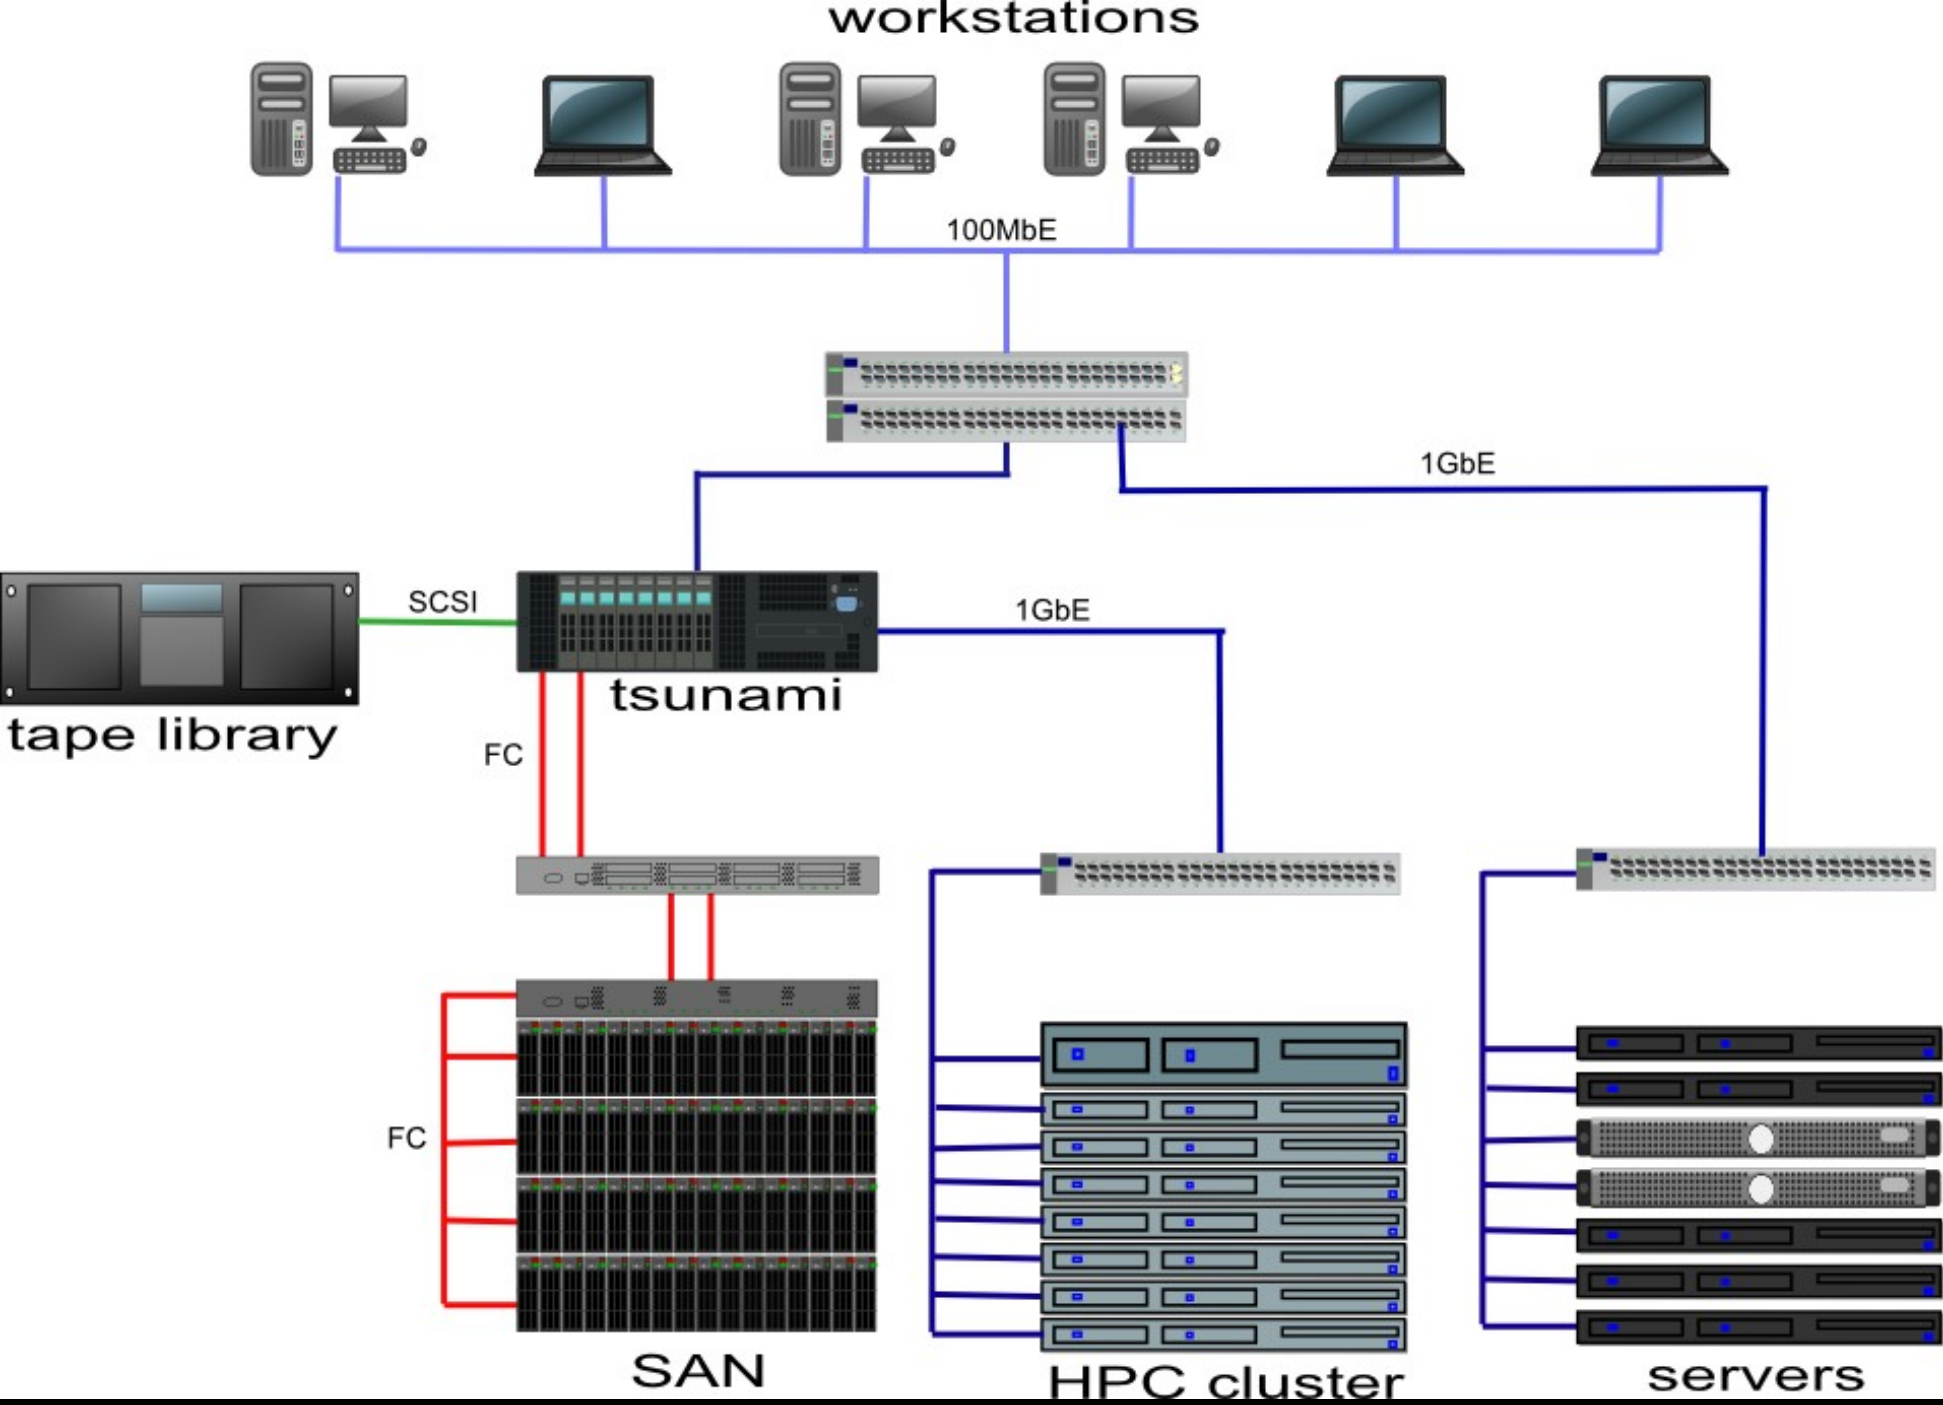 workstations
100MbE
1GbE
SCSI
1GbE
tsunami
tape library
FC
FC
SAN
HPC cluster
servers